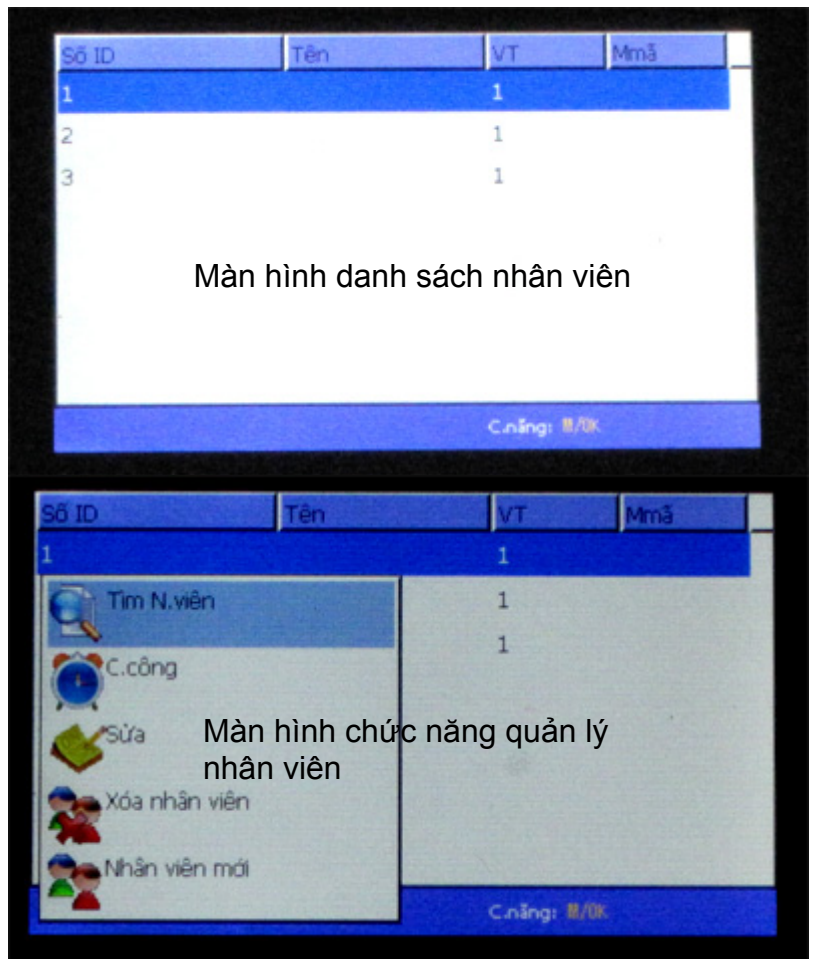 Số ID Tên VT Mmã
1 1
2 1
3 1
Màn hình danh sách nhân viên
C.năng: M/OK
Số ID Tên VT Mmã
1 1
Tìm N.viên 1
C.công 1
Sửa
Màn hình chức năng quản lý
nhân viên
Xóa nhân viên
Nhân viên mới
C.năng: M/OK